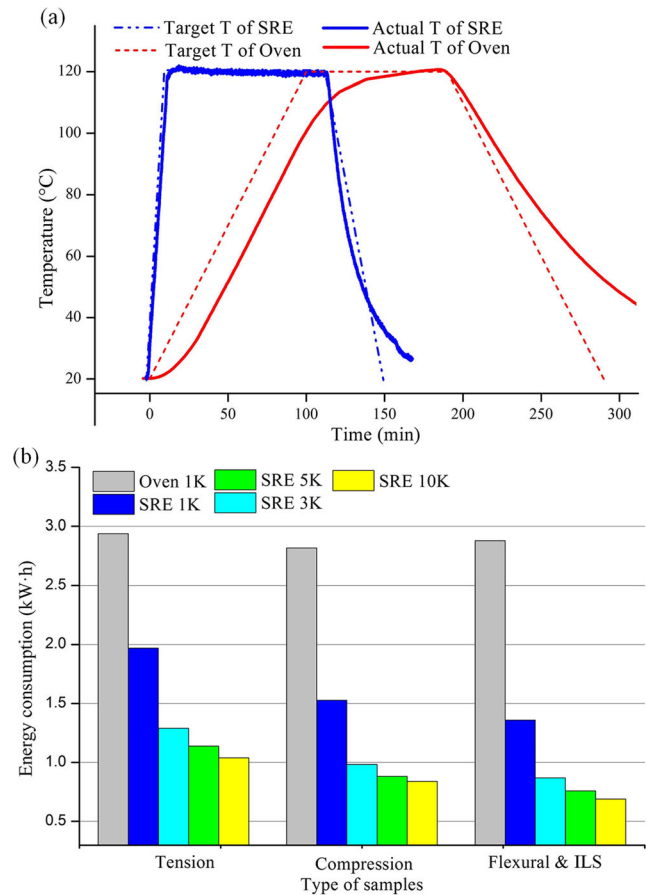 (a)
Target T of SRE Actual T of SRE
Target T of Oven Actual T of Oven
120
100
80
60
40
20
Temperature (°C)
0 50 100 150 200 250 300
Time (min)
(b)
3.5
3.0
2.5
2.0
1.5
1.0
0.5
Energy consumption (kW·h)
Oven 1K SRE 5K SRE 10K
SRE 1K SRE 3K
Tension Compression Flexural & ILS
Type of samples